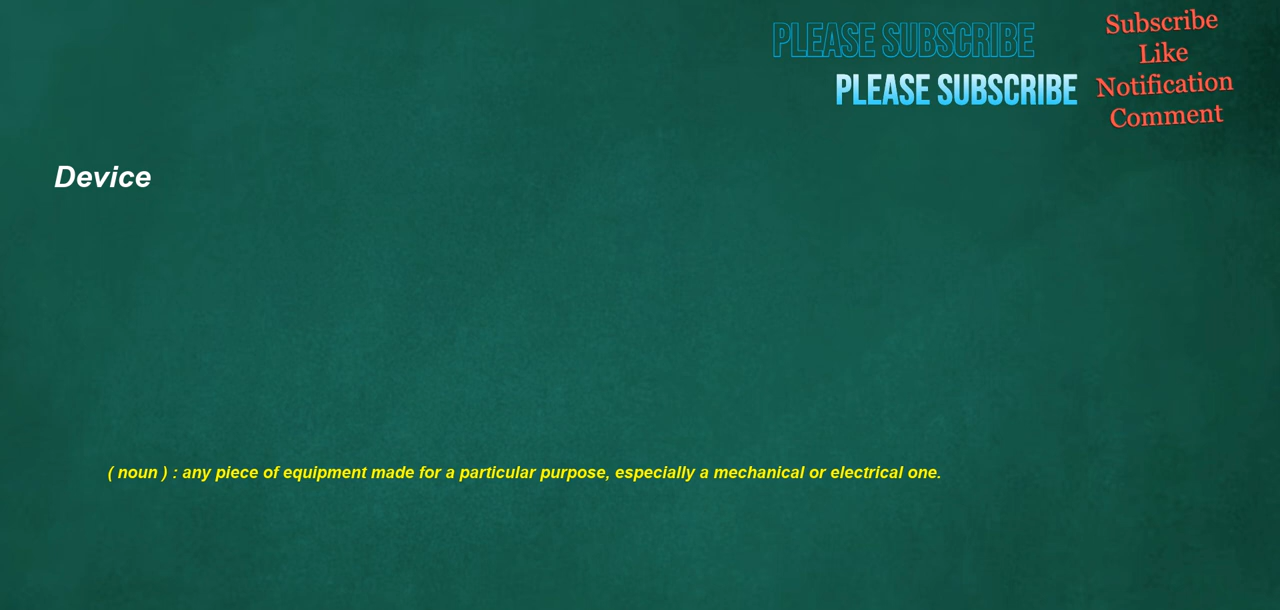 PLEASE SUBSCRIBE
PLEASE SUBSCRIBE
Subscribe
Like
Notification
Comment
Device
( noun ) : any piece of equipment made for a particular purpose, especially a mechanical or electrical one.